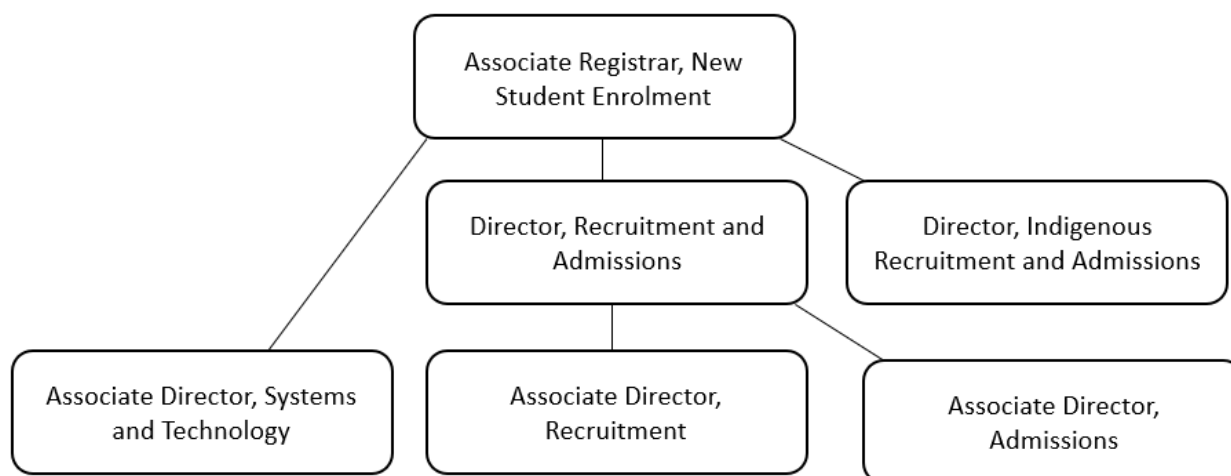 Associate Registrar, New
Student Enrolment
Director, Recruitment and
Admissions
Director, Indigenous
Recruitment and Admissions
Associate Director, Systems
and Technology
Associate Director,
Recruitment
Associate Director,
Admissions